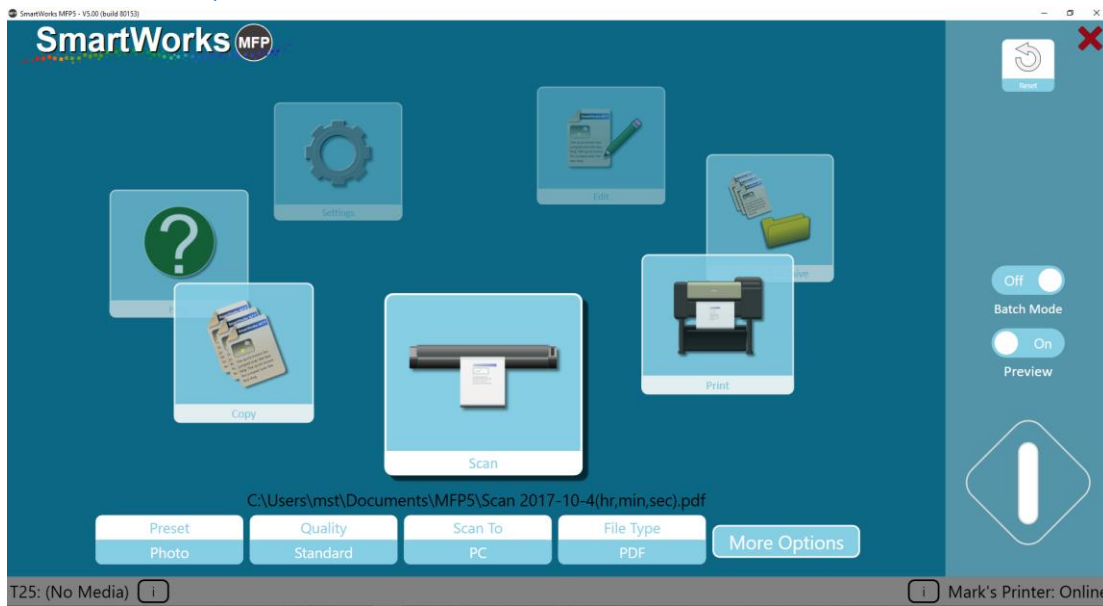 SmartWorks MFP5 - V5.00 (build 80153)
SmartWorks MFP
Reset
Settings
Edit
Copy
Scan
Print
Off
Batch Mode
On
Preview
C:\Users\mst\Documents\MFP5\Scan 2017-10-4(hr,min,sec).pdf
Preset
Photo
Quality
Standard
Scan To
PC
File Type
PDF
More Options
T25: (No Media) i
i Mark's Printer: Online